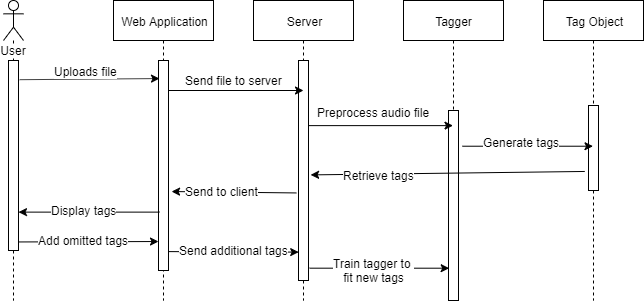 User
Web Application
Server
Tagger
Tag Object
Uploads file
Send file to server
Preprocess audio file
Generate tags
Retrieve tags
Send to client
Display tags
Add omitted tags
Send additional tags
Train tagger to
fit new tags